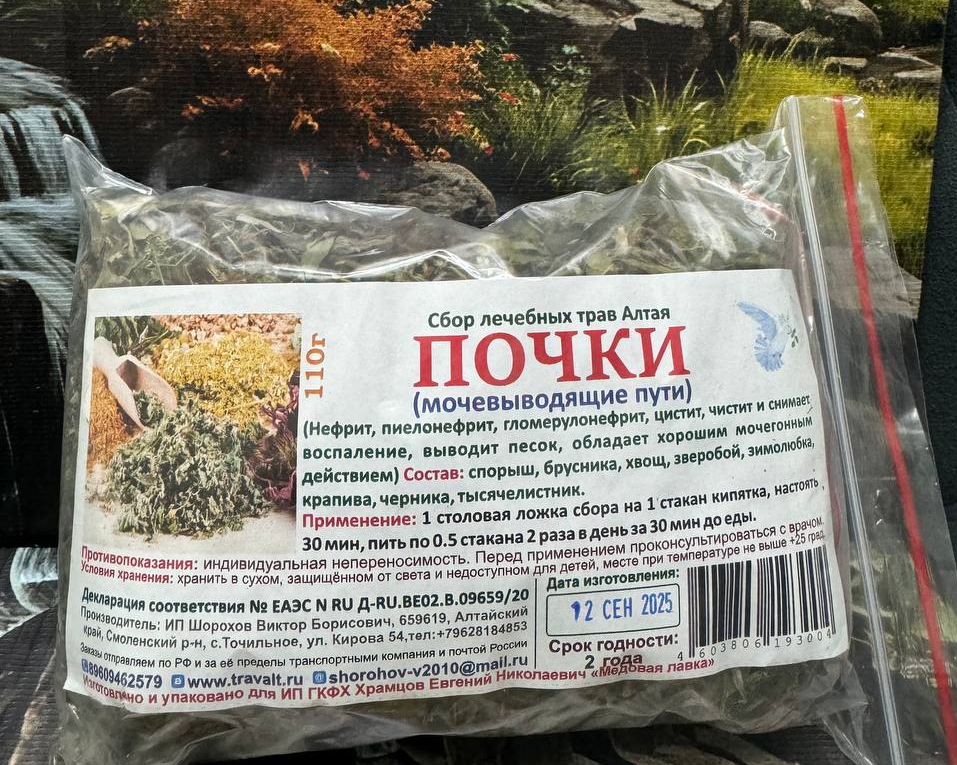 Сбор лечебных трав Алтая
ПОЧКИ
110г
(мочевыводящие пути)
(Нефрит, пиелонефрит, гломерулонефрит, цистит, чистит и снимает
воспаление, выводит песок, обладает хорошим мочегонным
действием) Состав: спорыш, брусника, хвощ, зверобой, зимолюбка,
крапива, черника, тысячелистник.
Применение: 1 столовая ложка сбора на 1 стакан кипятка, настоять
30 мин, пить по 0.5 стакана 2 раза в день за 30 мин до еды.
Противопоказания: индивидуальная непереносимость. Перед применением проконсультироваться с врачом.
Условия хранения: хранить в сухом, защищённом от света и недоступном для детей, месте при температуре не выше +25 град.
Декларация соответствия № ЕАЭС N RU Д-RU.ВЕ02.В.09659/20
Производитель: ИП Шорохов Виктор Борисович, 659619, Алтайский
край, Смоленский р-н, с.Точильное, ул. Кирова 54,тел:+79628184853
Заказы отправляем по РФ и за её пределы транспортными компания и почтой России
89609462579 www.travalt.ru shorohov-v2010@mail.ru
Дата изготовления:
12 СЕН 2025
Срок годности:
2 года
4 603806 193004
Изготовлено и упаковано для ИП ГКФХ Храмцов Евгений Николаевич «Медовая лавка»